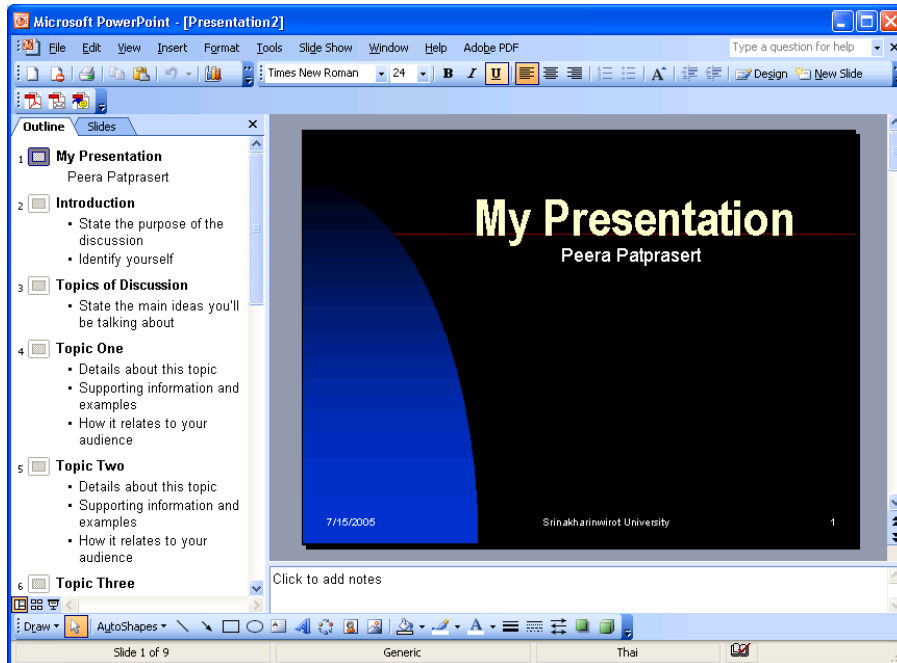 Microsoft PowerPoint - [Presentation2]
File Edit View Insert Format Tools Slide Show Window Help Adobe PDF
Type a question for help
Times New Roman 24 B I U A Design New Slide
Outline Slides
1 My Presentation
Peera Patprasert
2 Introduction
▪ State the purpose of the
discussion
▪ Identify yourself
3 Topics of Discussion
▪ State the main ideas you'll
be talking about
4 Topic One
▪ Details about this topic
▪ Supporting information and
examples
▪ How it relates to your
audience
5 Topic Two
▪ Details about this topic
▪ Supporting information and
examples
▪ How it relates to your
audience
6 Topic Three
My Presentation
Peera Patprasert
7/15/2005 Srinakharinwirot University 1
Click to add notes
Draw AutoShapes A A
Slide 1 of 9 Generic Thai